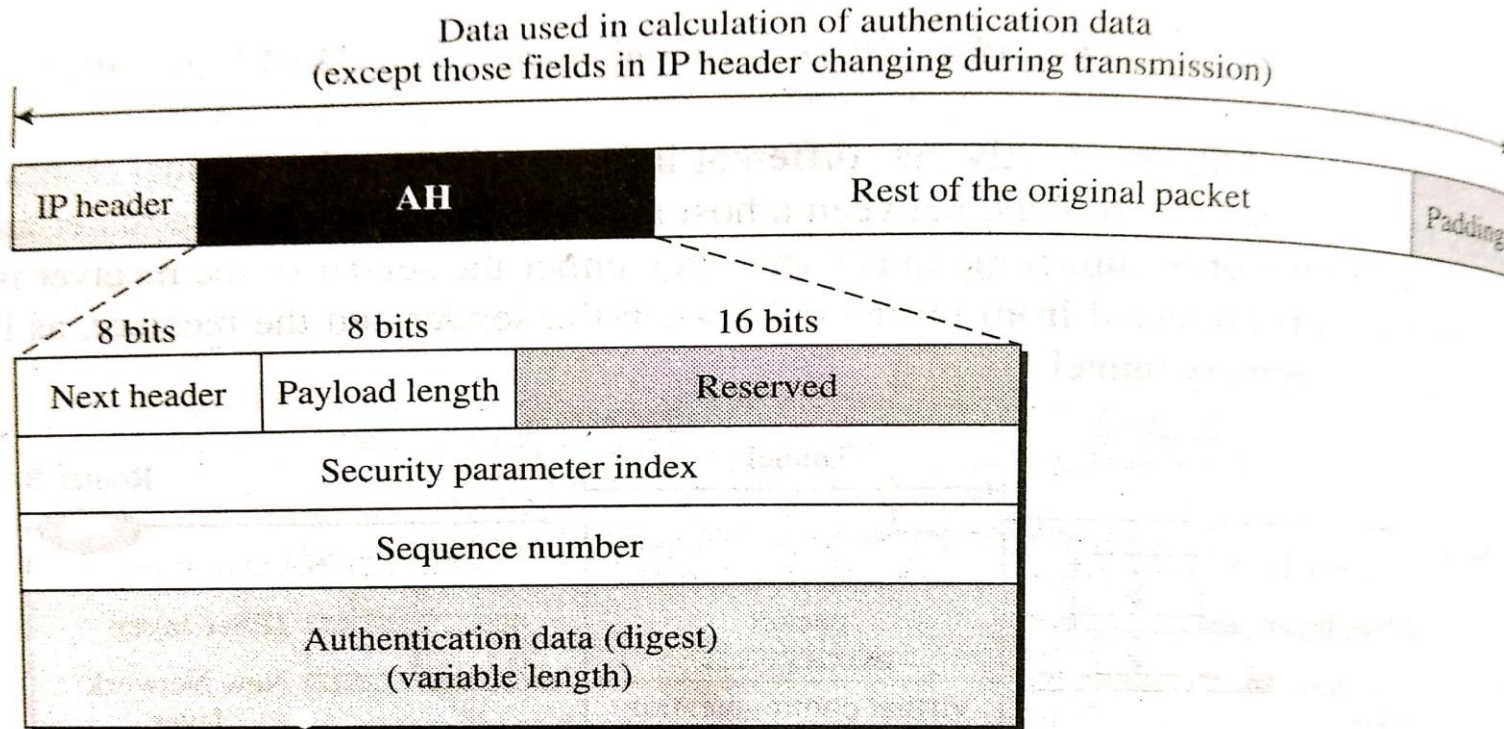 Data used in calculation of authentication data
(except those fields in IP header changing during transmission)
IP header
AH
Rest of the original packet
Padding
8 bits
8 bits
16 bits
Next header
Payload length
Reserved
Security parameter index
Sequence number
Authentication data (digest)
(variable length)